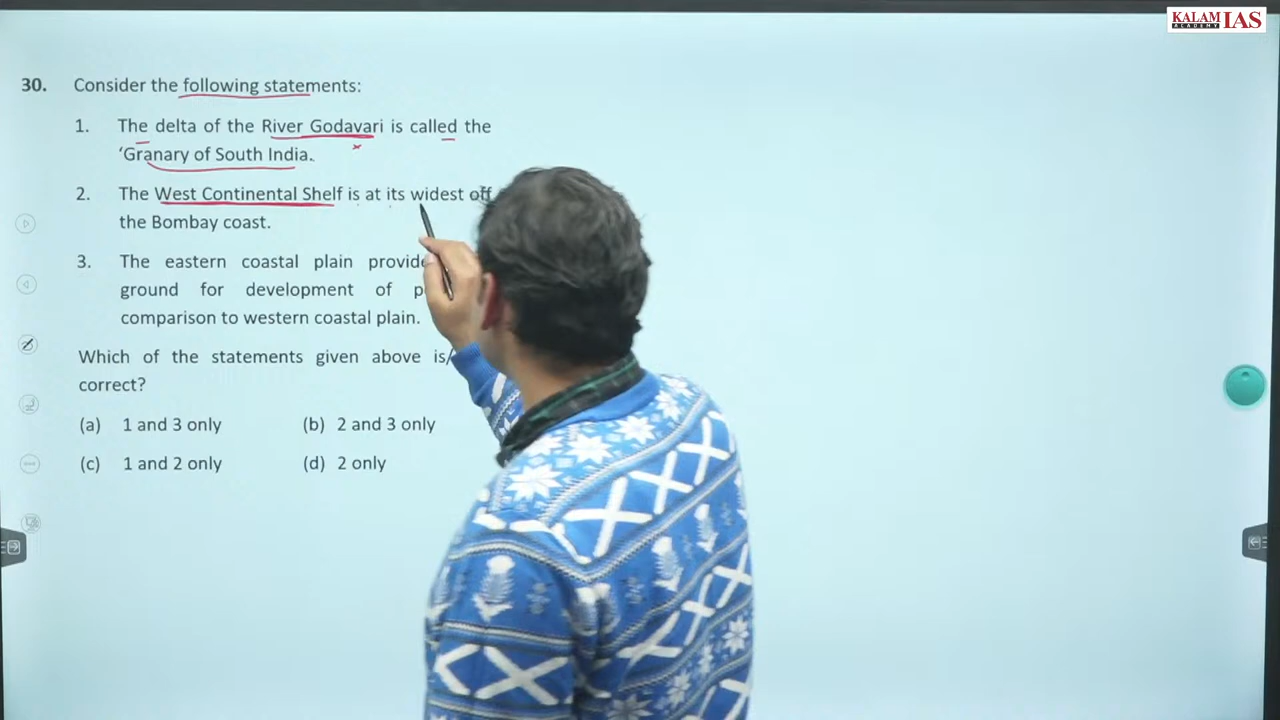 KALAM IAS
ACADEMY
30. Consider the following statements:
1. The delta of the River Godavari is called the
‘Granary of South India.
2. The West Continental Shelf is at its widest off
the Bombay coast.
3. The eastern coastal plain
ground for development of
comparison to western coastal plain.
Which of the statements given above is/
correct?
(a) 1 and 3 only (b) 2 and 3 only
(c) 1 and 2 only (d) 2 only